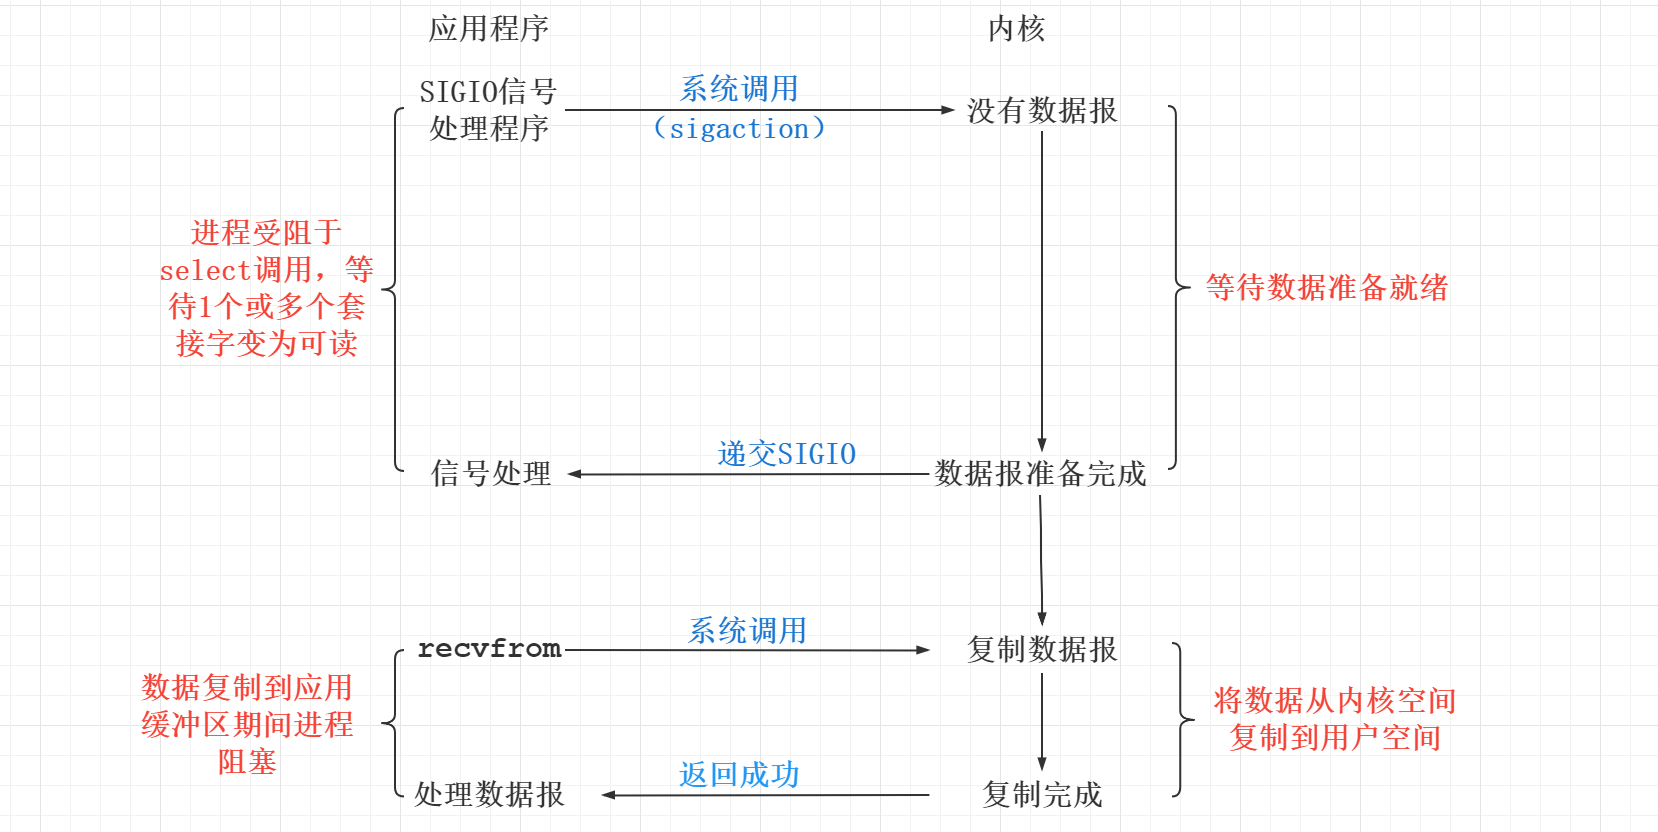 应用程序
内核
SIGIO信号
处理程序
系统调用
（sigaction）
没有数据报
进程受阻于
select调用，等
待1个或多个套
接字变为可读
等待数据准备就绪
信号处理
递交SIGIO
数据报准备完成
recvfrom
系统调用
复制数据报
数据复制到应用
缓冲区期间进程
阻塞
将数据从内核空间
复制到用户空间
处理数据报
返回成功
复制完成